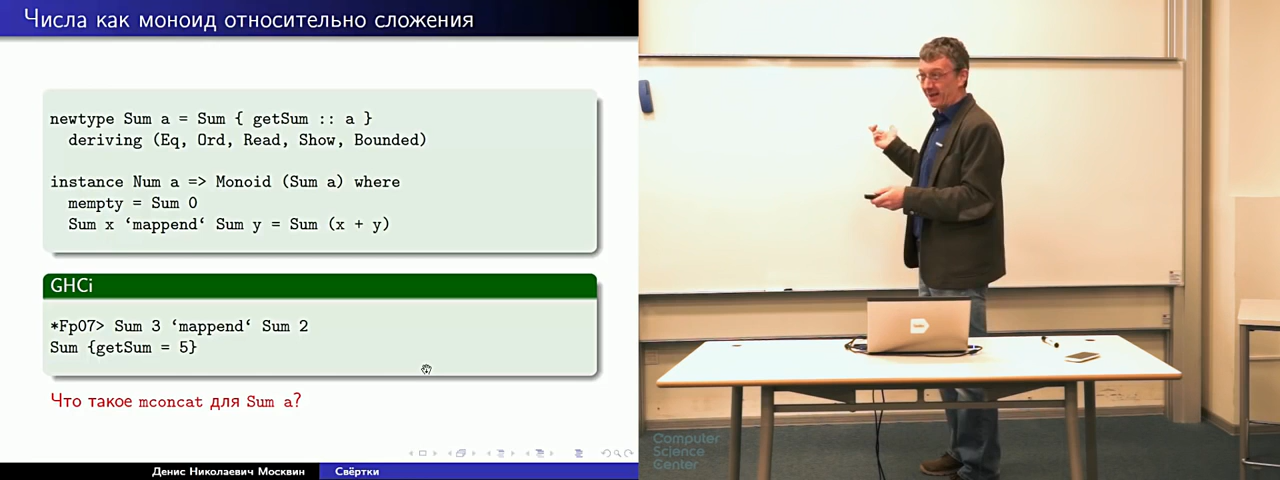 Числа как моноид относительно сложения
newtype Sum a = Sum { getSum :: a }
deriving (Eq, Ord, Read, Show, Bounded)
instance Num a => Monoid (Sum a) where
mempty = Sum 0
Sum x ‘mappend‘ Sum y = Sum (x + y)
GHCi
*Fp07> Sum 3 ‘mappend‘ Sum 2
Sum {getSum = 5}
Что такое mconcat для Sum a?
Денис Николаевич Москвин
Свёртки
Computer
Science
Center